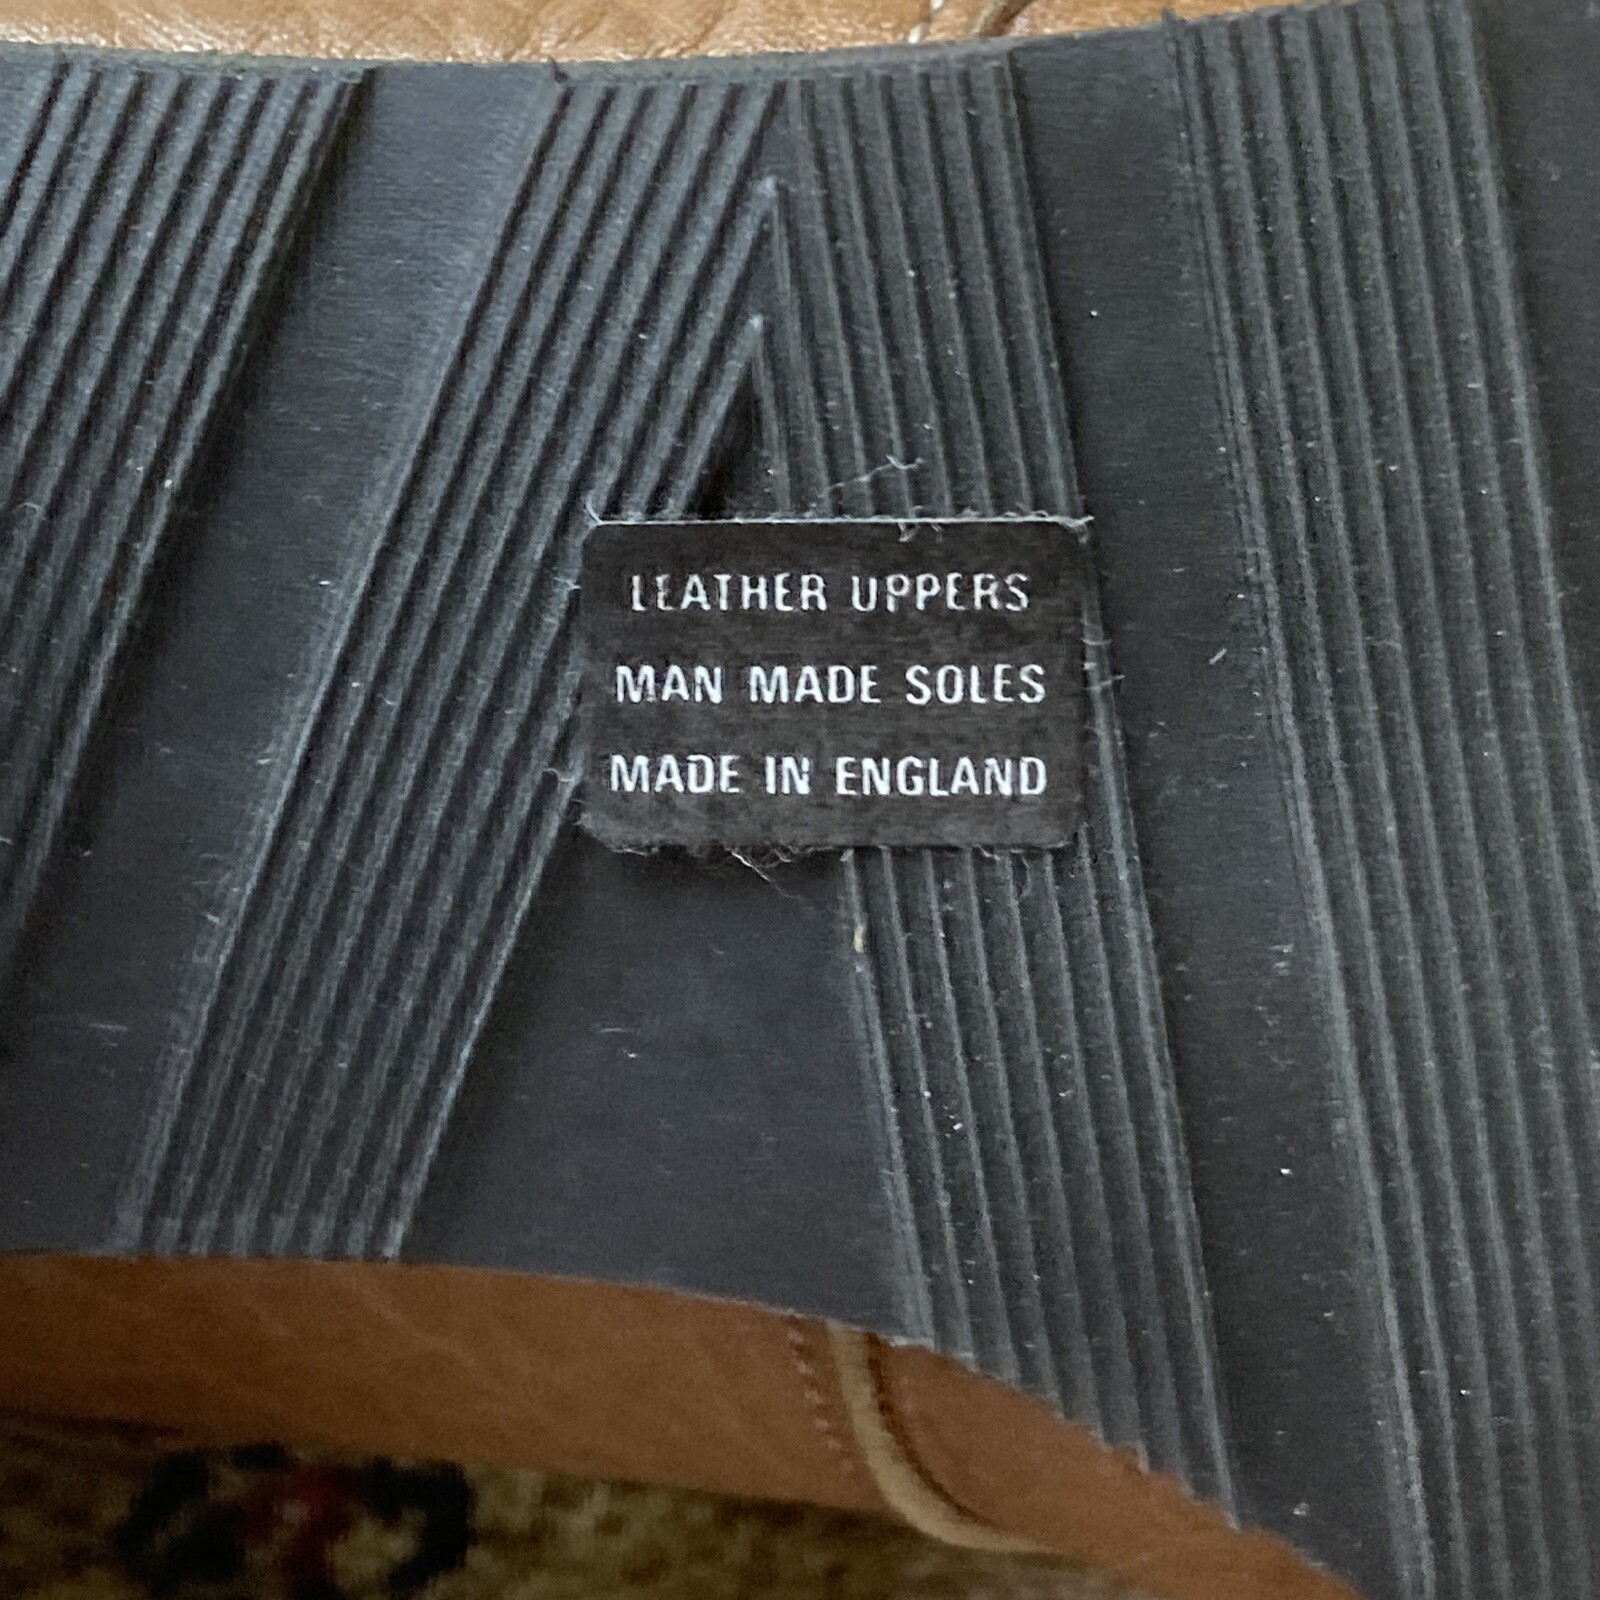 LEATHER UPPERS
MAN MADE SOLES
MADE IN ENGLAND